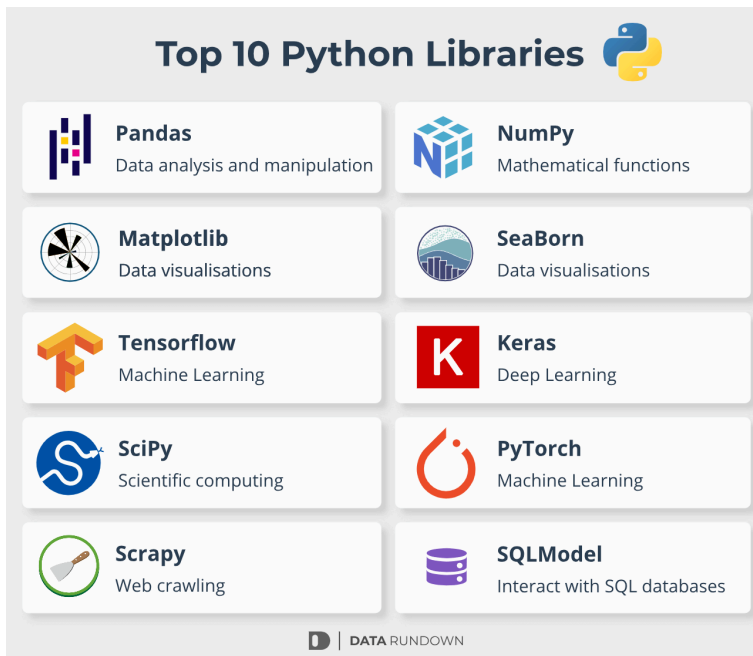 Top 10 Python Libraries
Pandas
Data analysis and manipulation
NumPy
Mathematical functions
Matplotlib
Data visualisations
SeaBorn
Data visualisations
Tensorflow
Machine Learning
K
Keras
Deep Learning
SciPy
Scientific computing
PyTorch
Machine Learning
Scrapy
Web crawling
SQLModel
Interact with SQL databases
DATA RUNDOWN